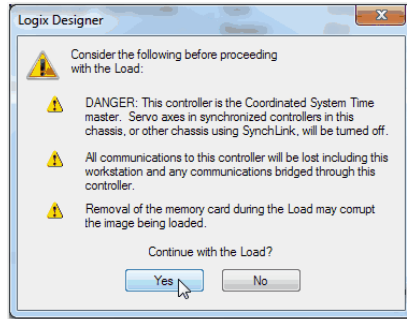 Logix Designer
Consider the following before proceeding
with the Load:
DANGER: This controller is the Coordinated System Time
master. Servo axes in synchronized controllers in this
chassis, or other chassis using SynchLink, will be turned off.
All communications to this controller will be lost including this
workstation and any communications bridged through this
controller.
Removal of the memory card during the Load may corrupt
the image being loaded.
Continue with the Load?
Yes
No